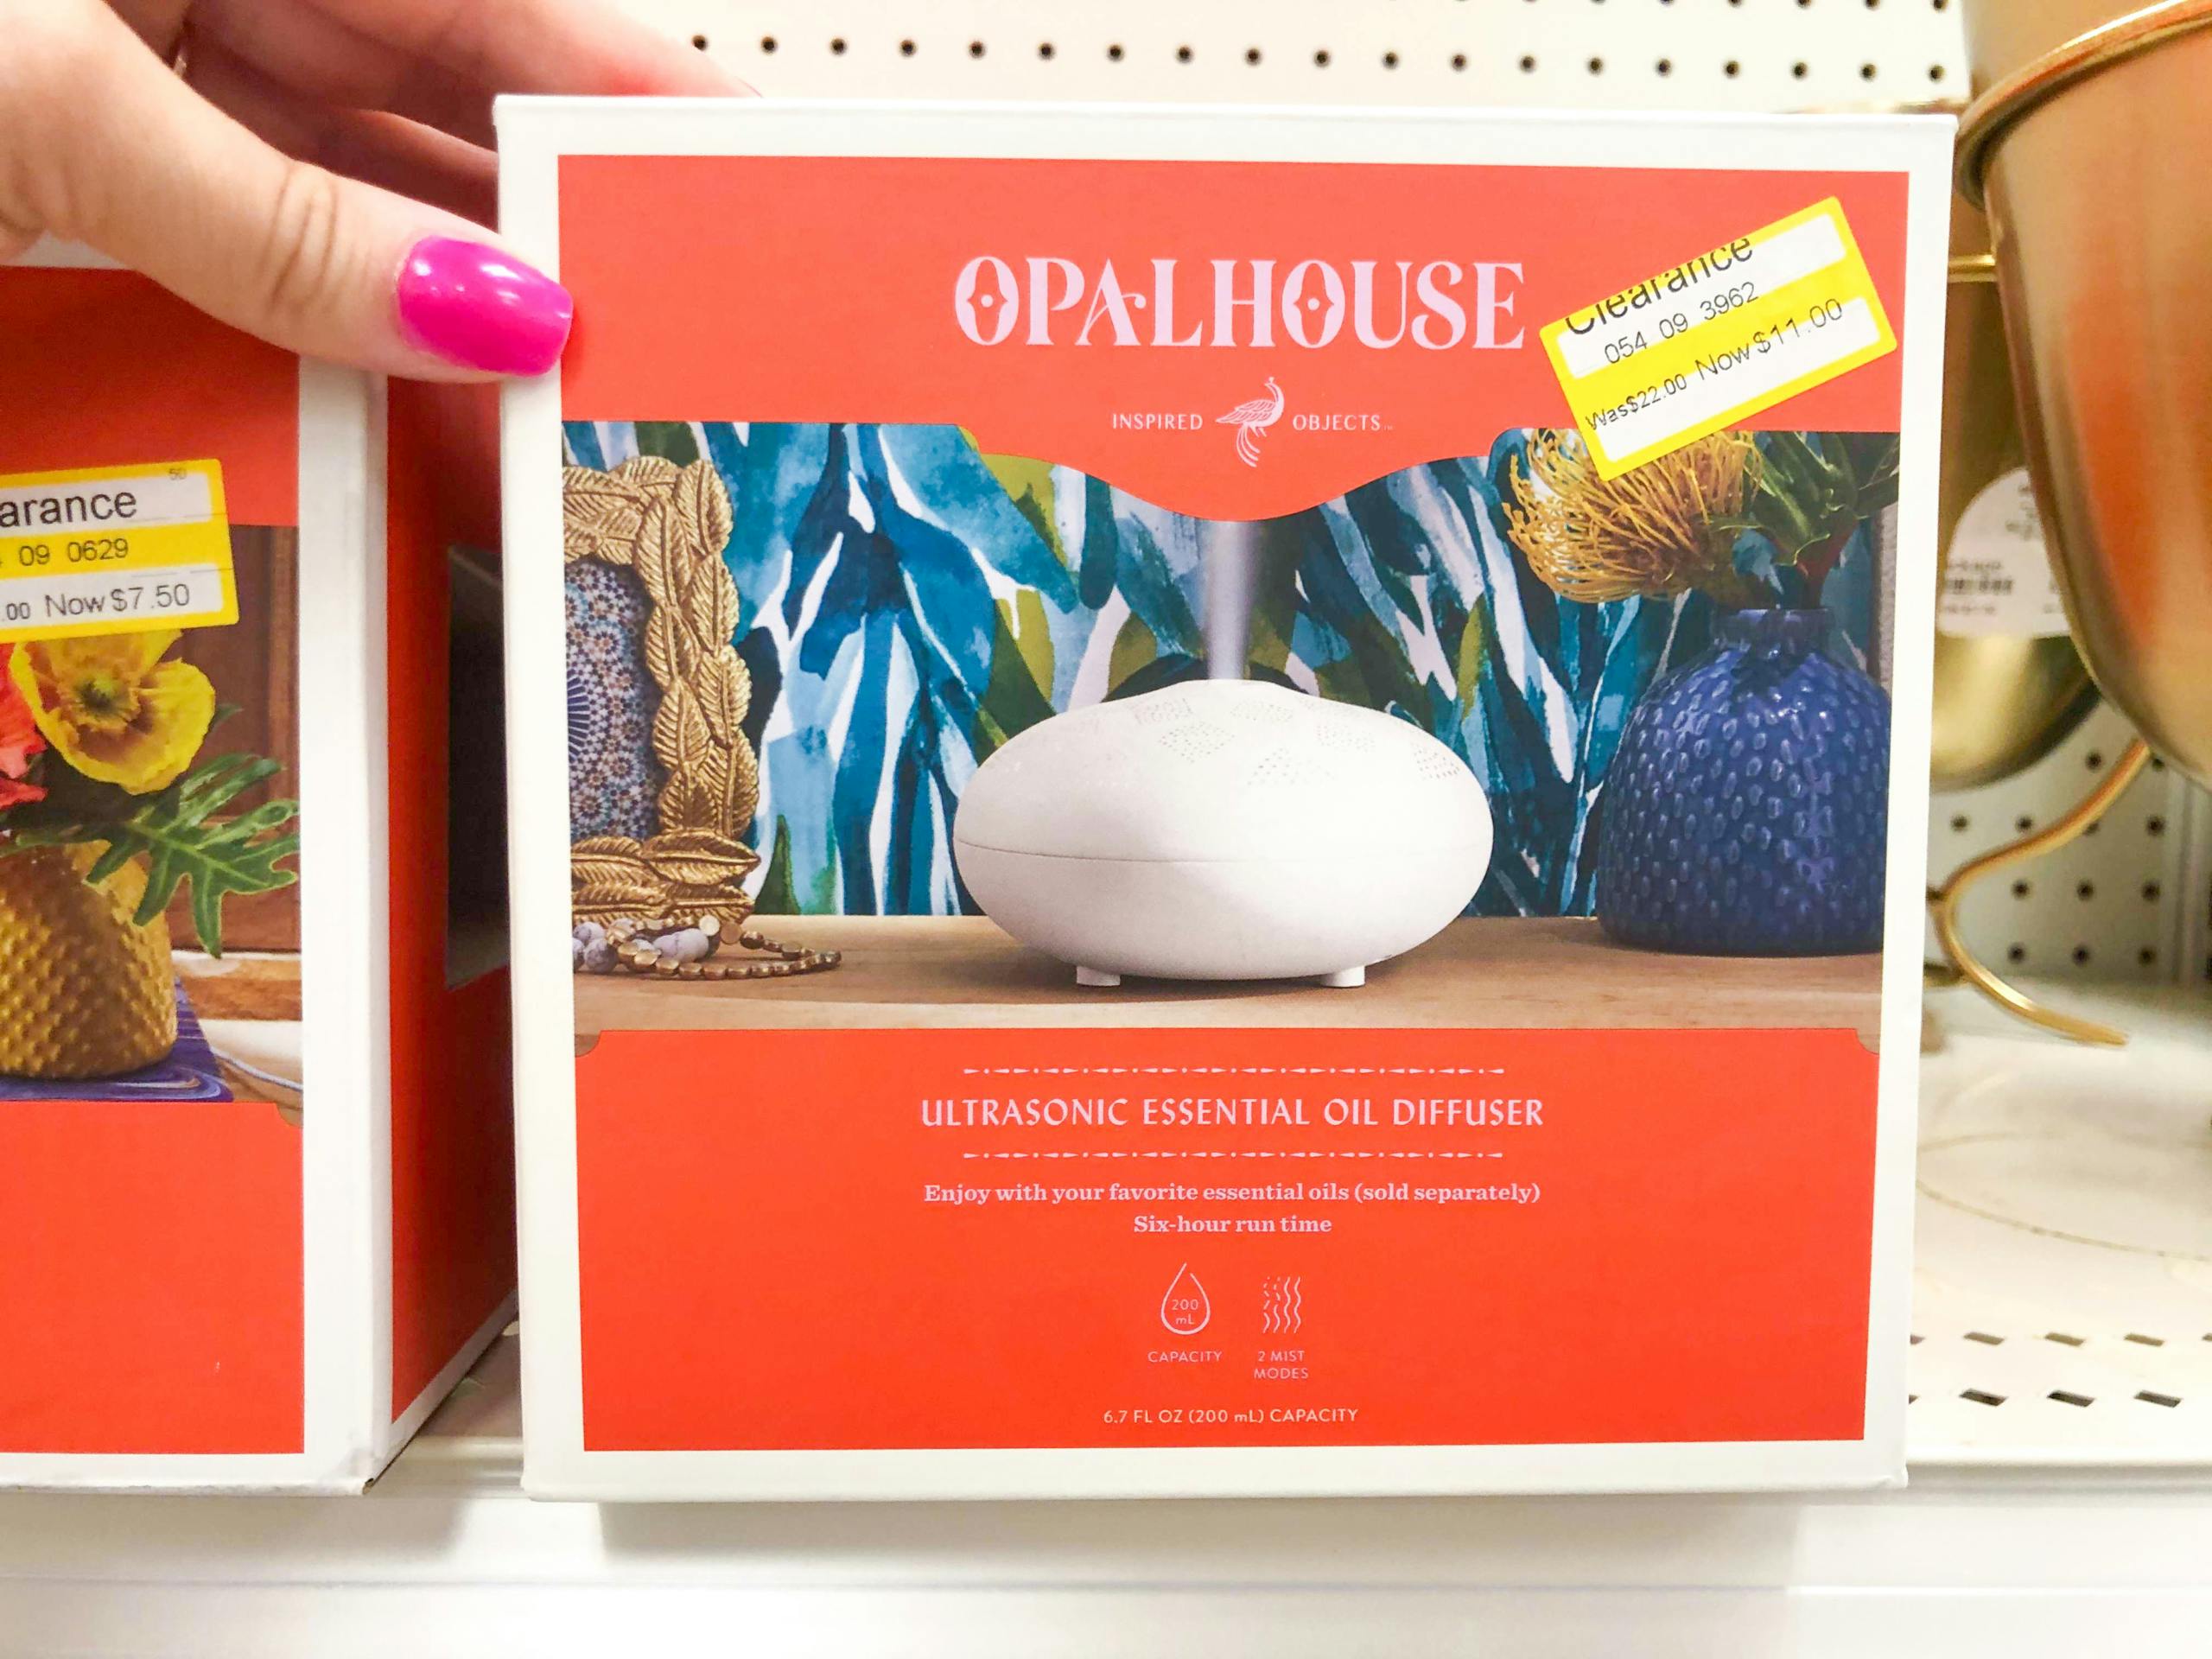 OPALHOUSE
INSPIRED OBJECTS
Clearance
054 09 3962
Was$22.00 Now $11.00
ULTRASONIC ESSENTIAL OIL DIFFUSER
Enjoy with your favorite essential oils (sold separately)
Six-hour run time
200
mL
CAPACITY
2 MIST
MODES
6.7 FL OZ (200 mL) CAPACITY
50
arance
09 0629
.00 Now $7.50